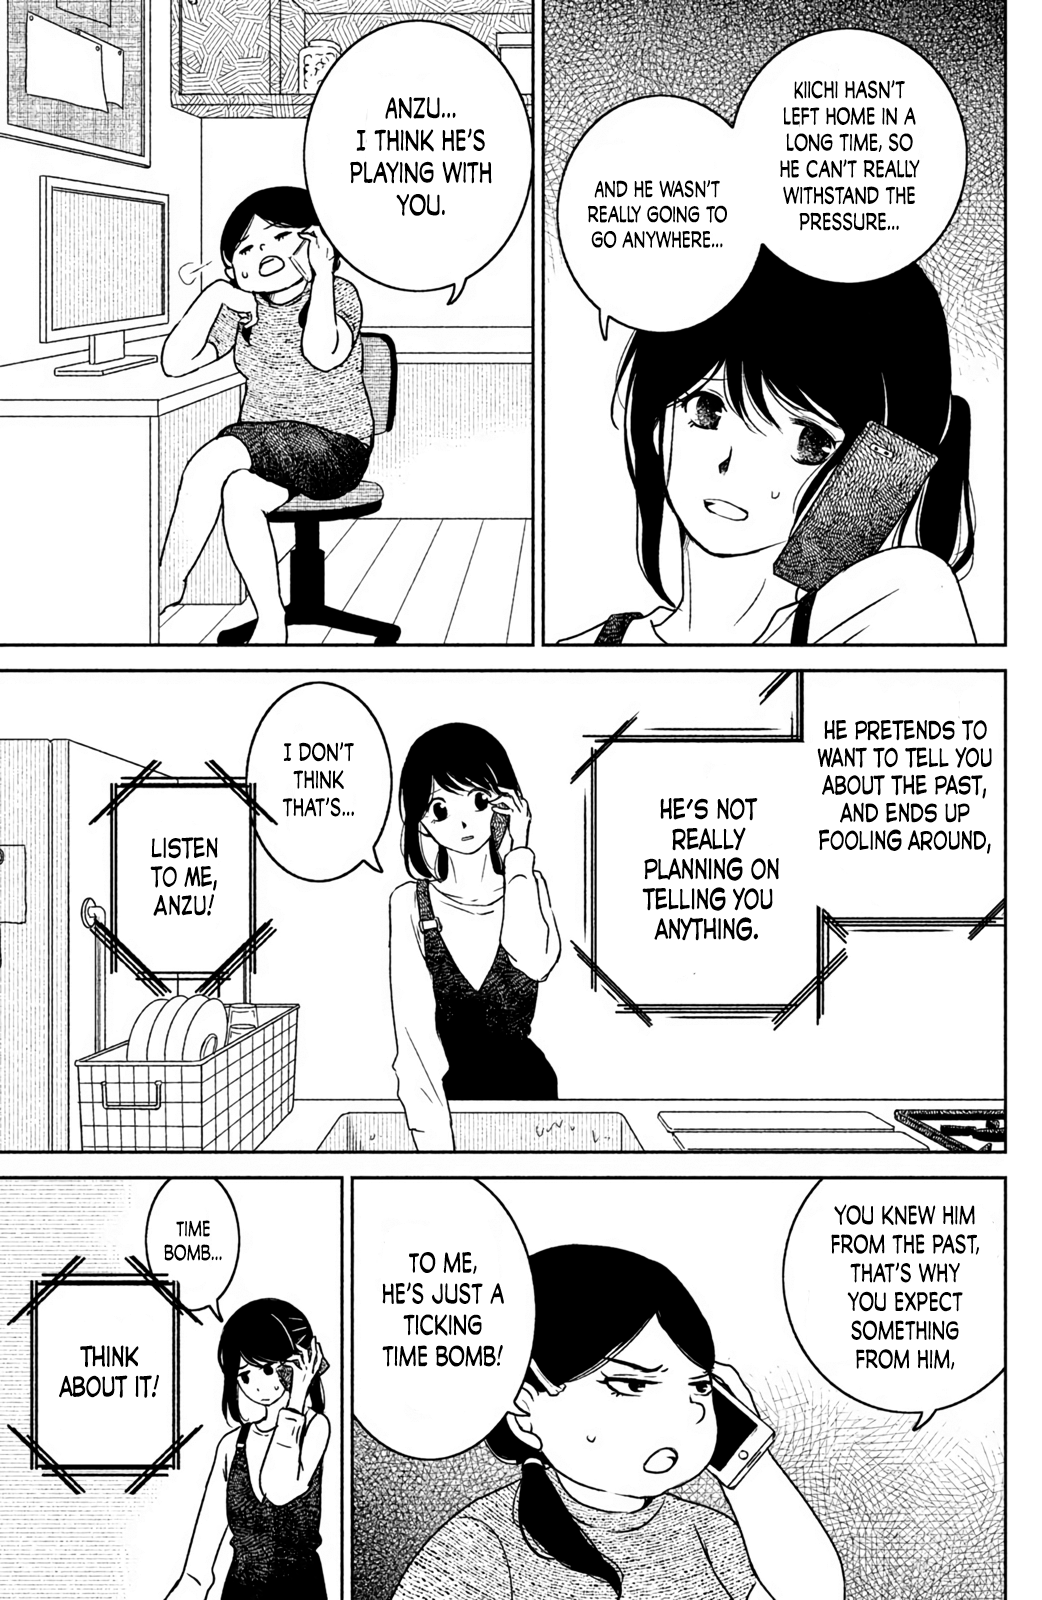 KIICHI HASN'T
LEFT HOME IN A
LONG TIME, SO
HE CAN'T REALLY
WITHSTAND THE
PRESSURE...
AND HE WASN'T
REALLY GOING TO
GO ANYWHERE...
ANZU...
I THINK HE'S
PLAYING WITH
YOU.
HE PRETENDS TO
WANT TO TELL YOU
ABOUT THE PAST,
AND ENDS UP
FOOLING AROUND,
HE'S NOT
REALLY
PLANNING ON
TELLING YOU
ANYTHING.
I DON'T
THINK
THAT'S...
LISTEN
TO ME,
ANZU!
YOU KNEW HIM
FROM THE PAST,
THAT'S WHY
YOU EXPECT
SOMETHING
FROM HIM,
TO ME,
HE'S JUST A
TICKING
TIME BOMB!
TIME
BOMB...
THINK
ABOUT IT!